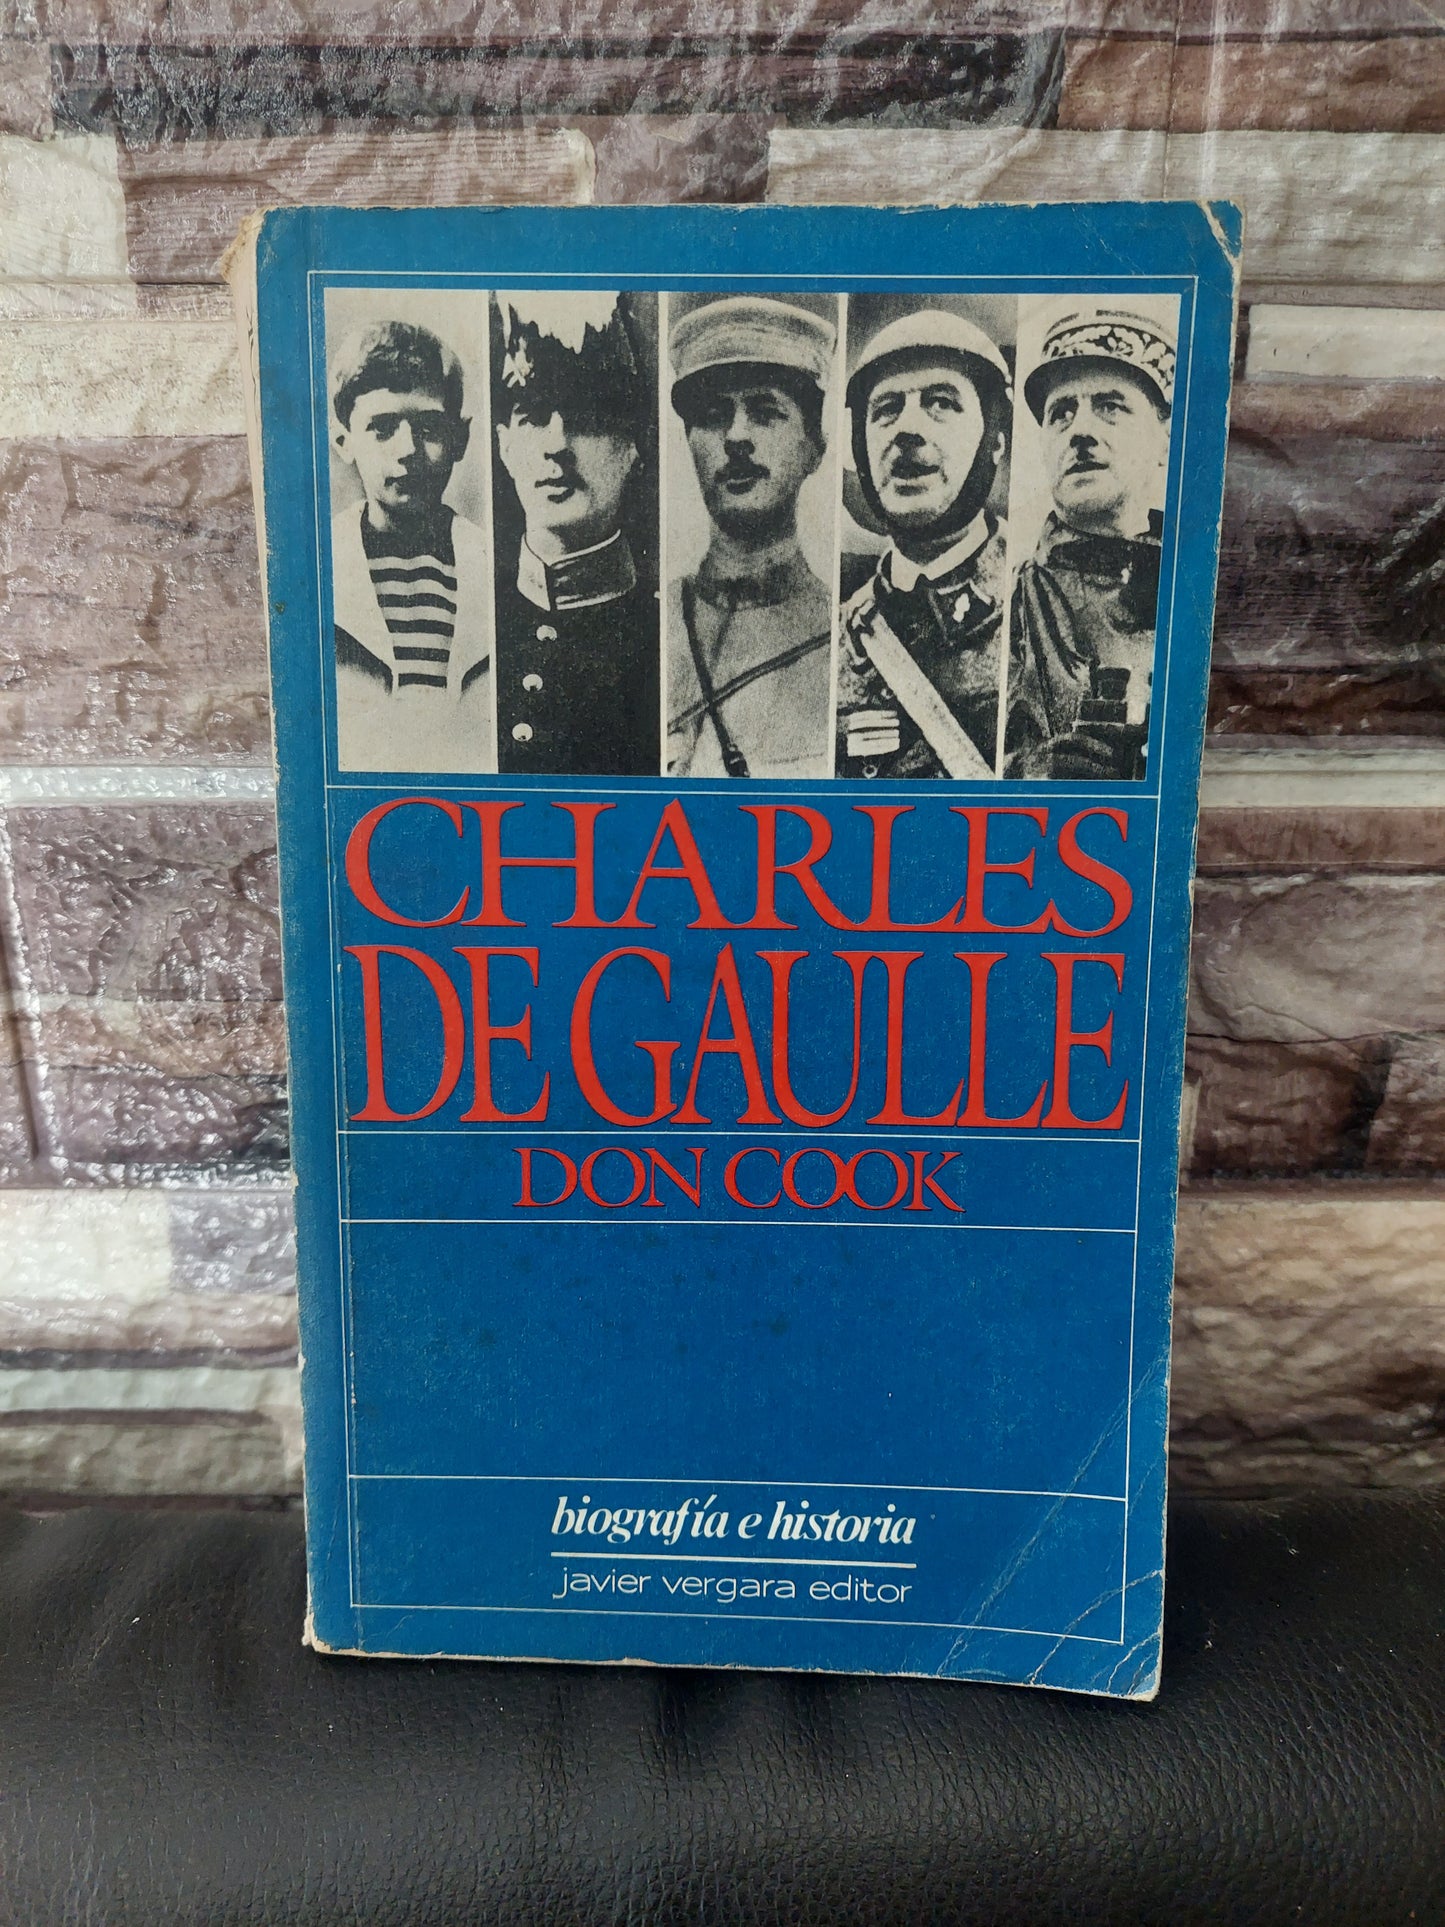 CHARLES
DE GAULLE
DON COOK
biografía e historia
javier vergara editor